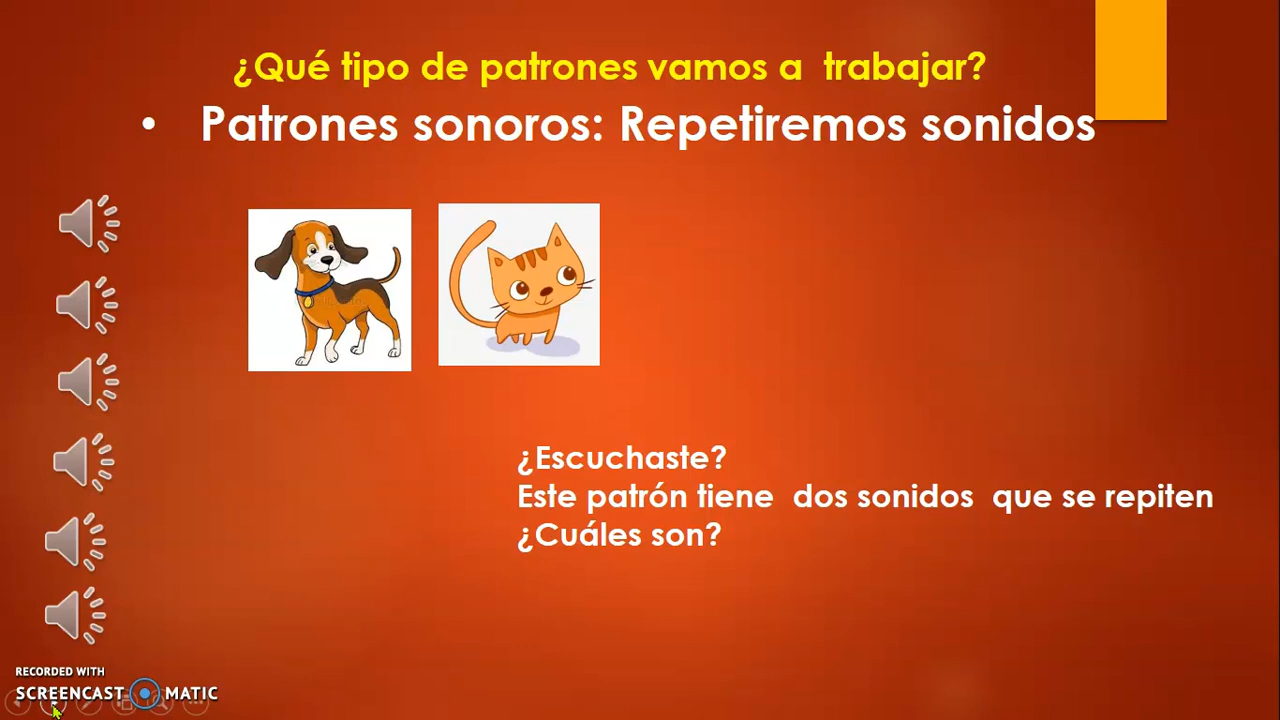 ¿Qué tipo de patrones vamos a  trabajar?
• Patrones sonoros: Repetiremos sonidos
¿Escuchaste?
Este patrón tiene  dos sonidos  que se repiten
¿Cuáles son?
RECORDED WITH
SCREENCAST MATIC